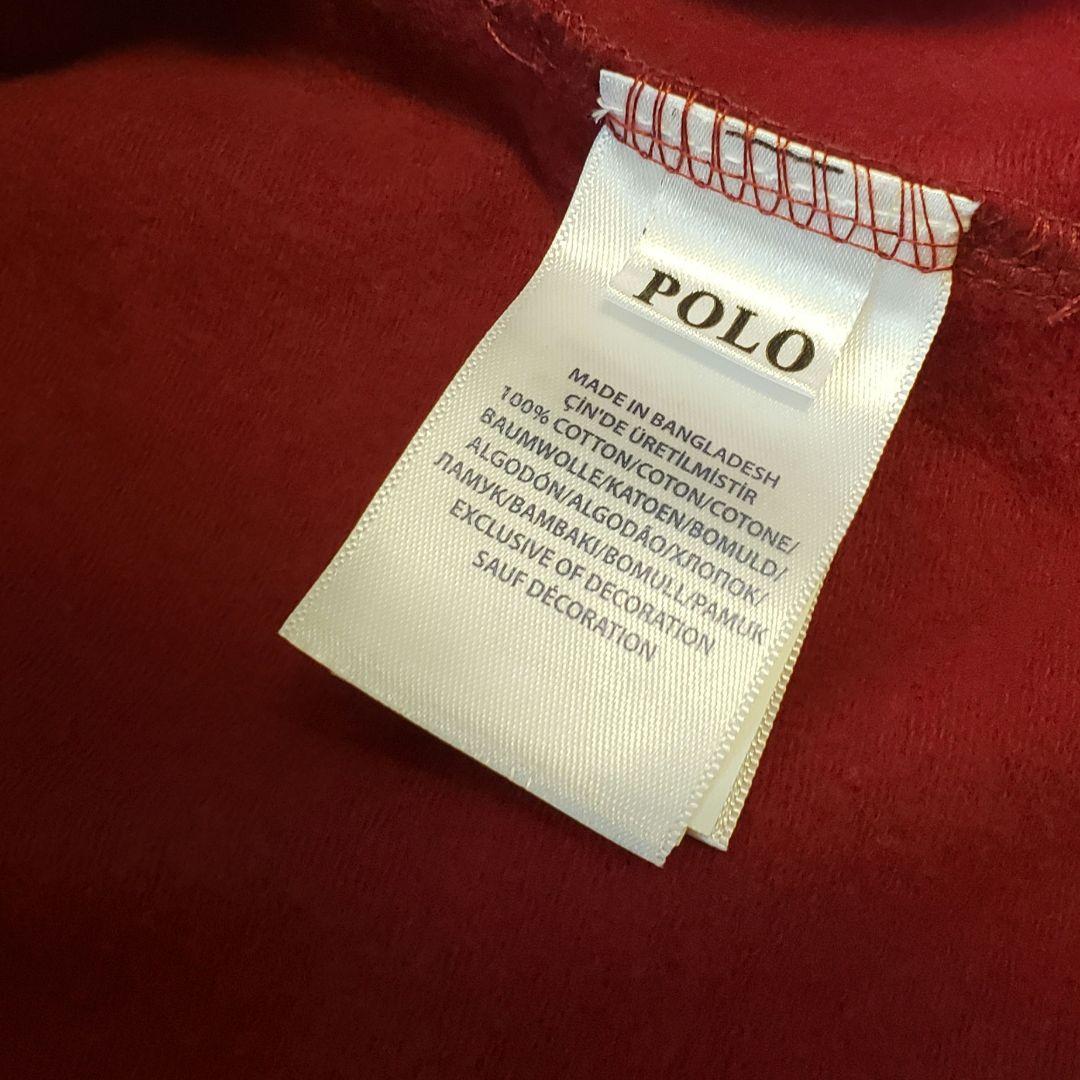 POLO
MADE IN BANGLADESH
ÇİN'DE ÜRETİLMİSTİR
100% COTTON/COTON/COTONE/
BAUMWOLLE/KATOEN/BOMULD/
ALGODÓN/ALGODÃO/ХЛОПОК/
ПАМУК/BAMBAKI/BOMULL/PAMUK
EXCLUSIVE OF DECORATION
SAUF DÉCORATION